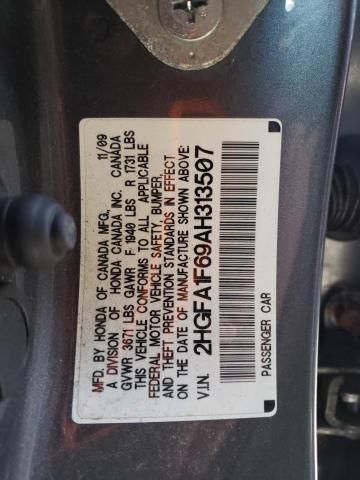 MFD. BY HONDA OF CANADA MFG. 11/09
A DIVISION OF HONDA CANADA INC. CANADA
GVWR 3671 LBS GAWR F 1940 LBS R 1731 LBS
THIS VEHICLE CONFORMS TO ALL APPLICABLE
FEDERAL MOTOR VEHICLE SAFETY, BUMPER,
AND THEFT PREVENTION STANDARDS IN EFFECT
ON THE DATE OF MANUFACTURE SHOWN ABOVE.
V.I.N. 2HGFA1F69AH313507
PASSENGER CAR